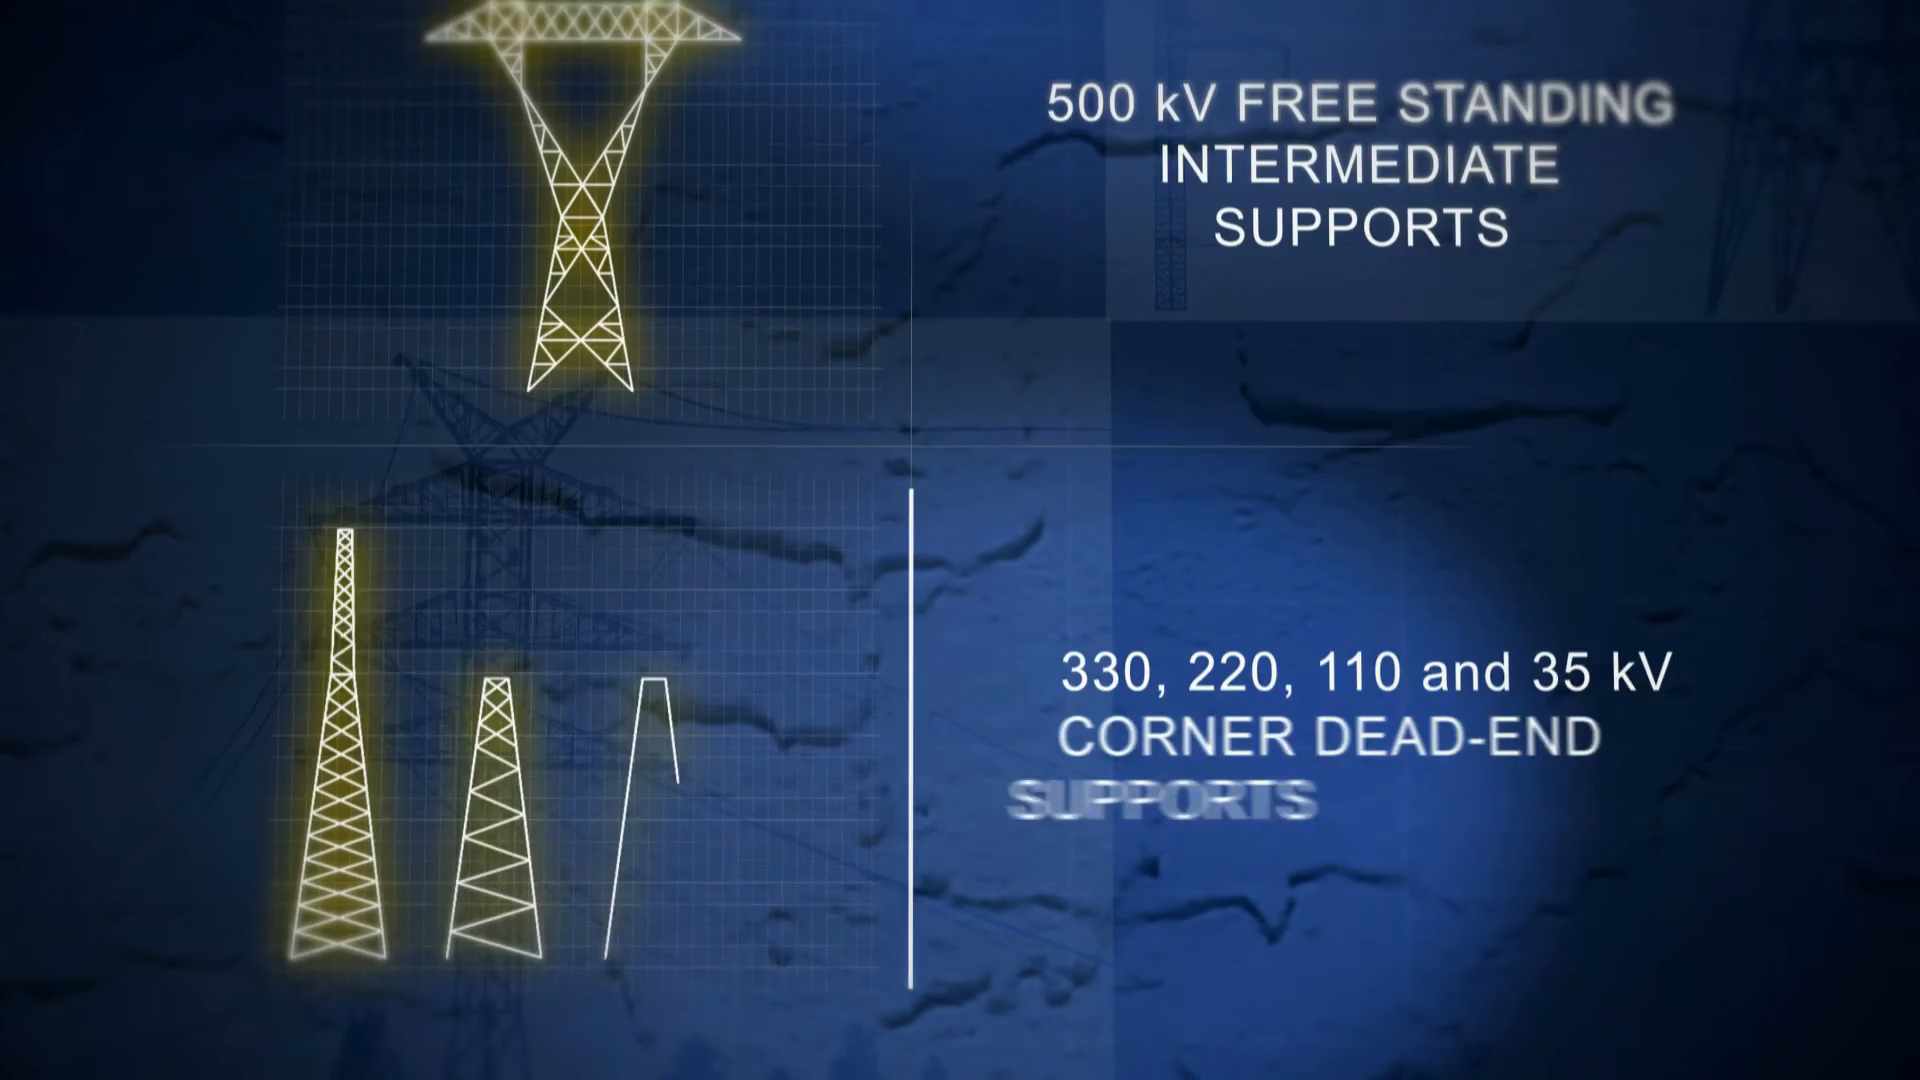 500 kV FREE STANDING
INTERMEDIATE
SUPPORTS
330, 220, 110 and 35 kV
CORNER DEAD-END
SUPPORTS